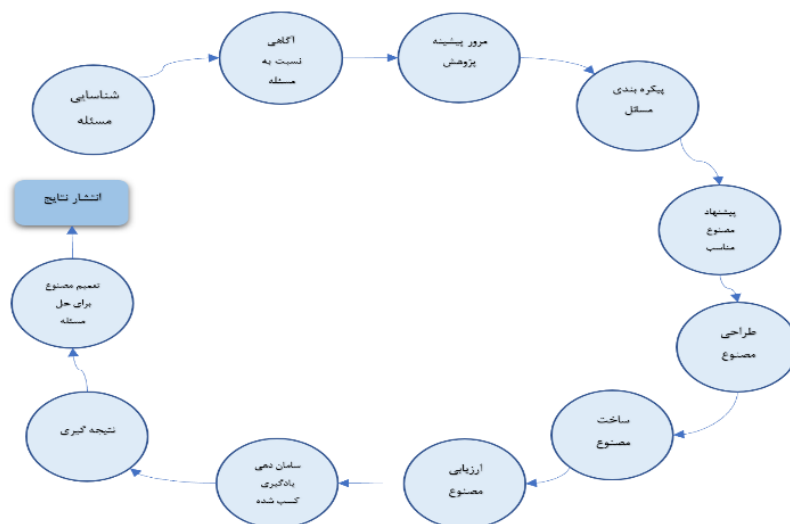 شناسایی
مسئله
آگاهی
نسبت به
مسئله
مرور پیشینه
پژوهش
پیکره بندی
مسائل
پیشنهاد
مصنوع
مناسب
طراحی
مصنوع
ساخت
مصنوع
ارزیابی
مصنوع
سامان دهی
یادگیری
کسب شده
نتیجه گیری
تعمیم مصنوع
برای حل
مسئله
انتشار نتایج